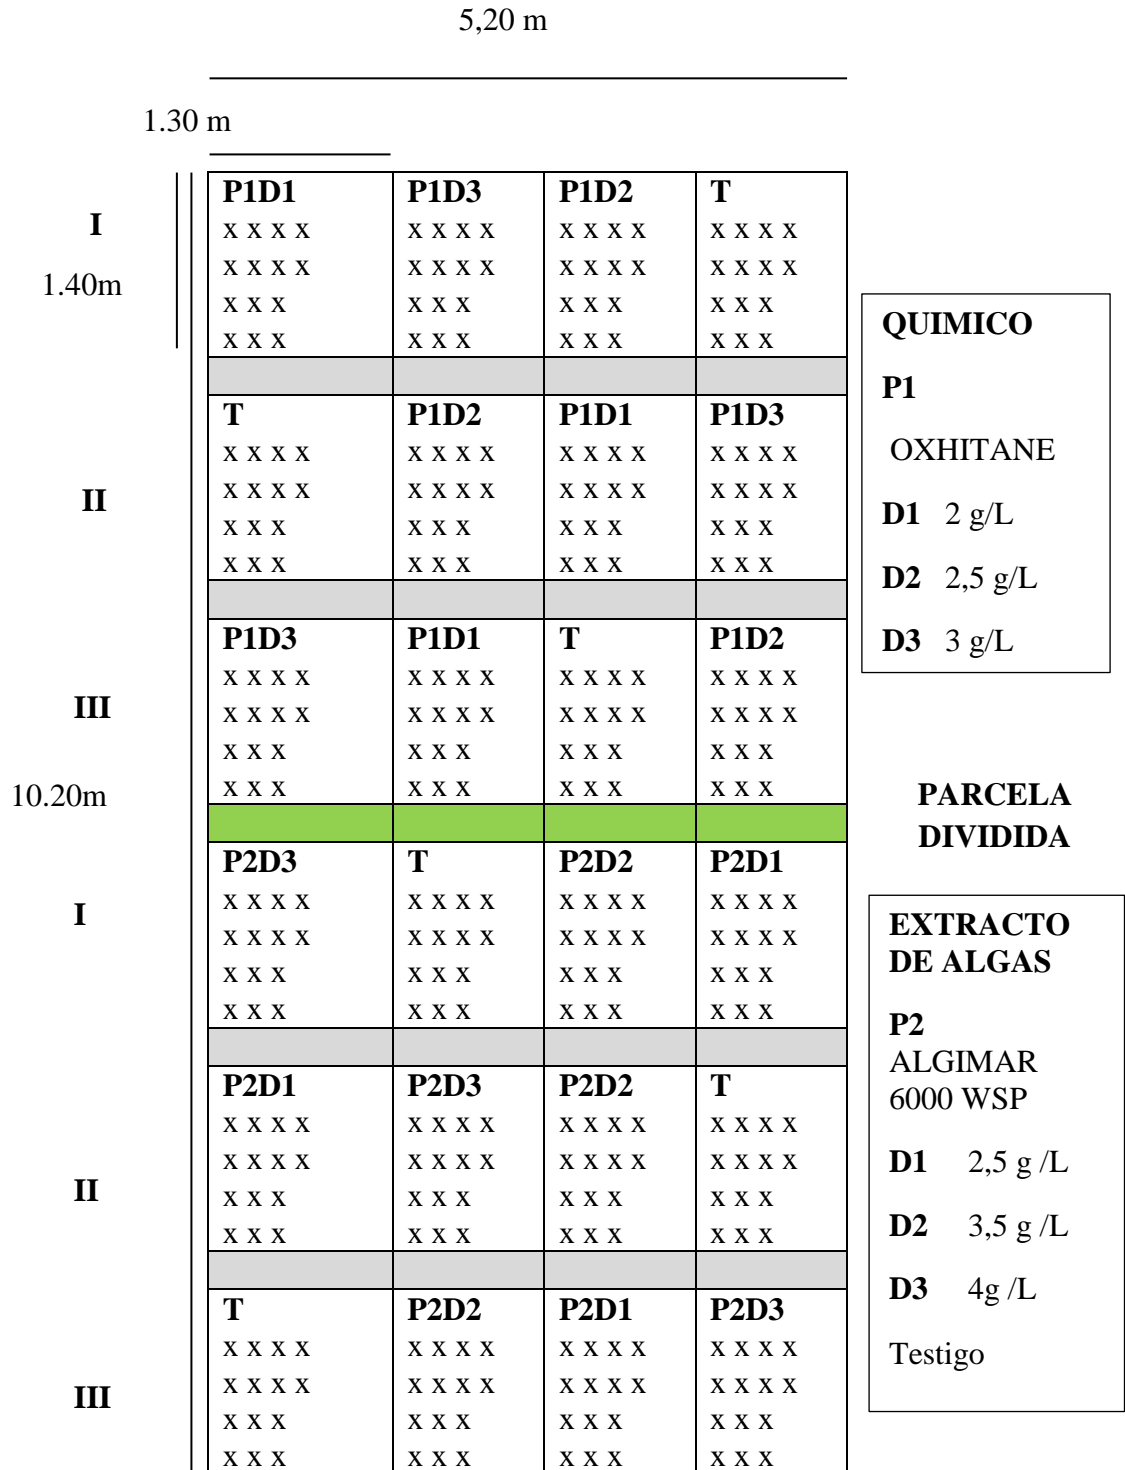 5,20 m
1.30 m
I
1.40m
P1D1 P1D3 P1D2 T
x x x x x x x x x x x x x x x x
x x x x x x x x x x x x x x x x
x x x x x x x x x x x x
x x x x x x x x x x x x
II
T P1D2 P1D1 P1D3
x x x x x x x x x x x x x x x x
x x x x x x x x x x x x x x x x
x x x x x x x x x x x x
x x x x x x x x x x x x
III
10.20m
P1D3 P1D1 T P1D2
x x x x x x x x x x x x x x x x
x x x x x x x x x x x x x x x x
x x x x x x x x x x x x
x x x x x x x x x x x x
I
P2D3 T P2D2 P2D1
x x x x x x x x x x x x x x x x
x x x x x x x x x x x x x x x x
x x x x x x x x x x x x
x x x x x x x x x x x x
II
P2D1 P2D3 P2D2 T
x x x x x x x x x x x x x x x x
x x x x x x x x x x x x x x x x
x x x x x x x x x x x x
x x x x x x x x x x x x
III
T P2D2 P2D1 P2D3
x x x x x x x x x x x x x x x x
x x x x x x x x x x x x x x x x
x x x x x x x x x x x x
x x x x x x x x x x x x
QUIMICO
P1
OXHITANE
D1 2 g/L
D2 2,5 g/L
D3 3 g/L
PARCELA
DIVIDIDA
EXTRACTO
DE ALGAS
P2
ALGIMAR
6000 WSP
D1 2,5 g /L
D2 3,5 g /L
D3 4g /L
Testigo